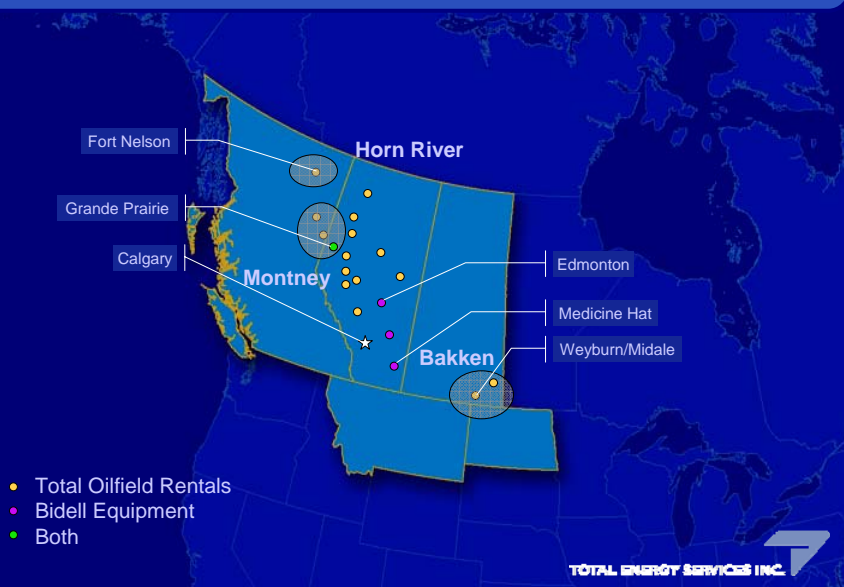 Horn River
Fort Nelson
Grande Prairie
Calgary
Montney
Edmonton
Medicine Hat
Bakken
Weyburn/Midale
Total Oilfield Rentals
Bidell Equipment
Both
TOTAL ENERGY SERVICES INC.